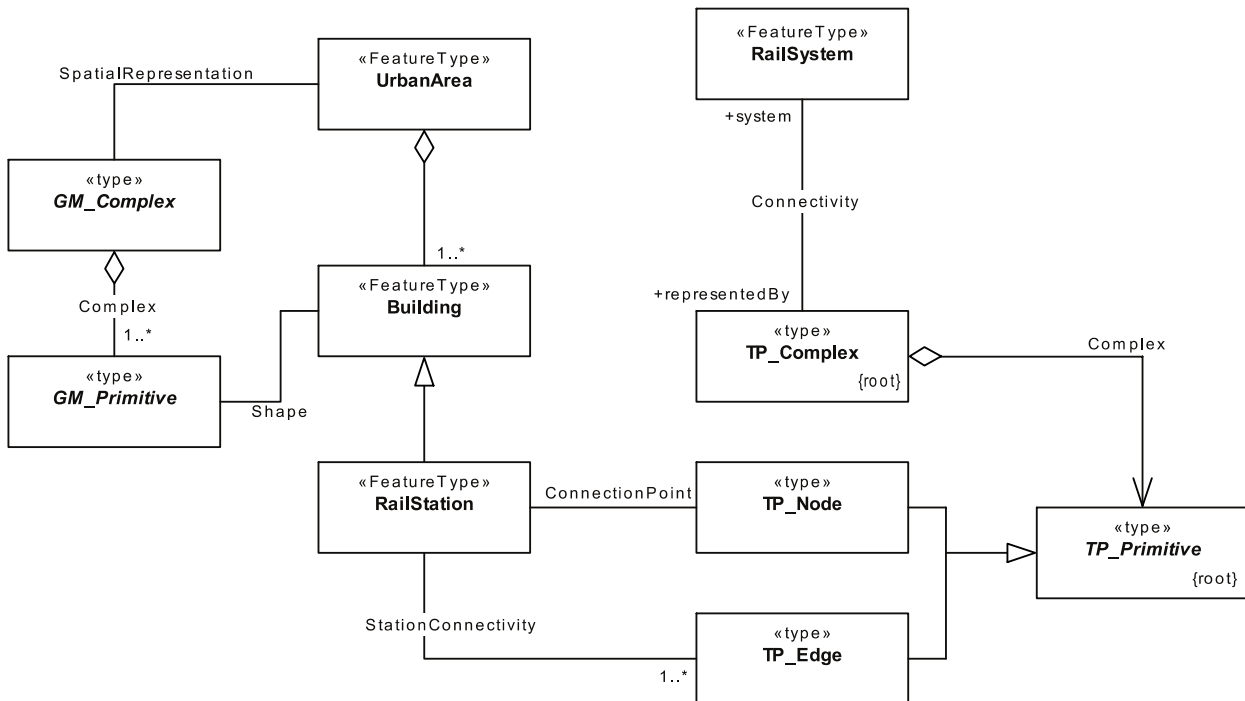 «FeatureType»
UrbanArea
«FeatureType»
RailSystem
SpatialRepresentation
+system
«type»
GM_Complex
Connectivity
1..*
«FeatureType»
Building
+representedBy
Complex
1..*
«type»
TP_Complex
{root}
Complex
«type»
GM_Primitive
Shape
«FeatureType»
RailStation
ConnectionPoint
«type»
TP_Node
«type»
TP_Primitive
{root}
StationConnectivity
1..*
«type»
TP_Edge